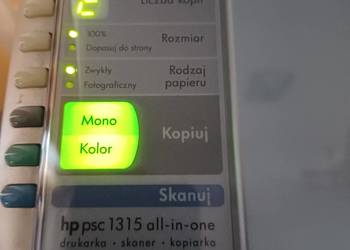 Liczba kopii
100%
Dopasuj do strony
Rozmiar
Zwykły
Fotograficzny
Rodzaj
papieru
Mono
Kolor
Kopiuj
Skanuj
hp psc 1315 all-in-one
drukarka • skaner • kopiarka